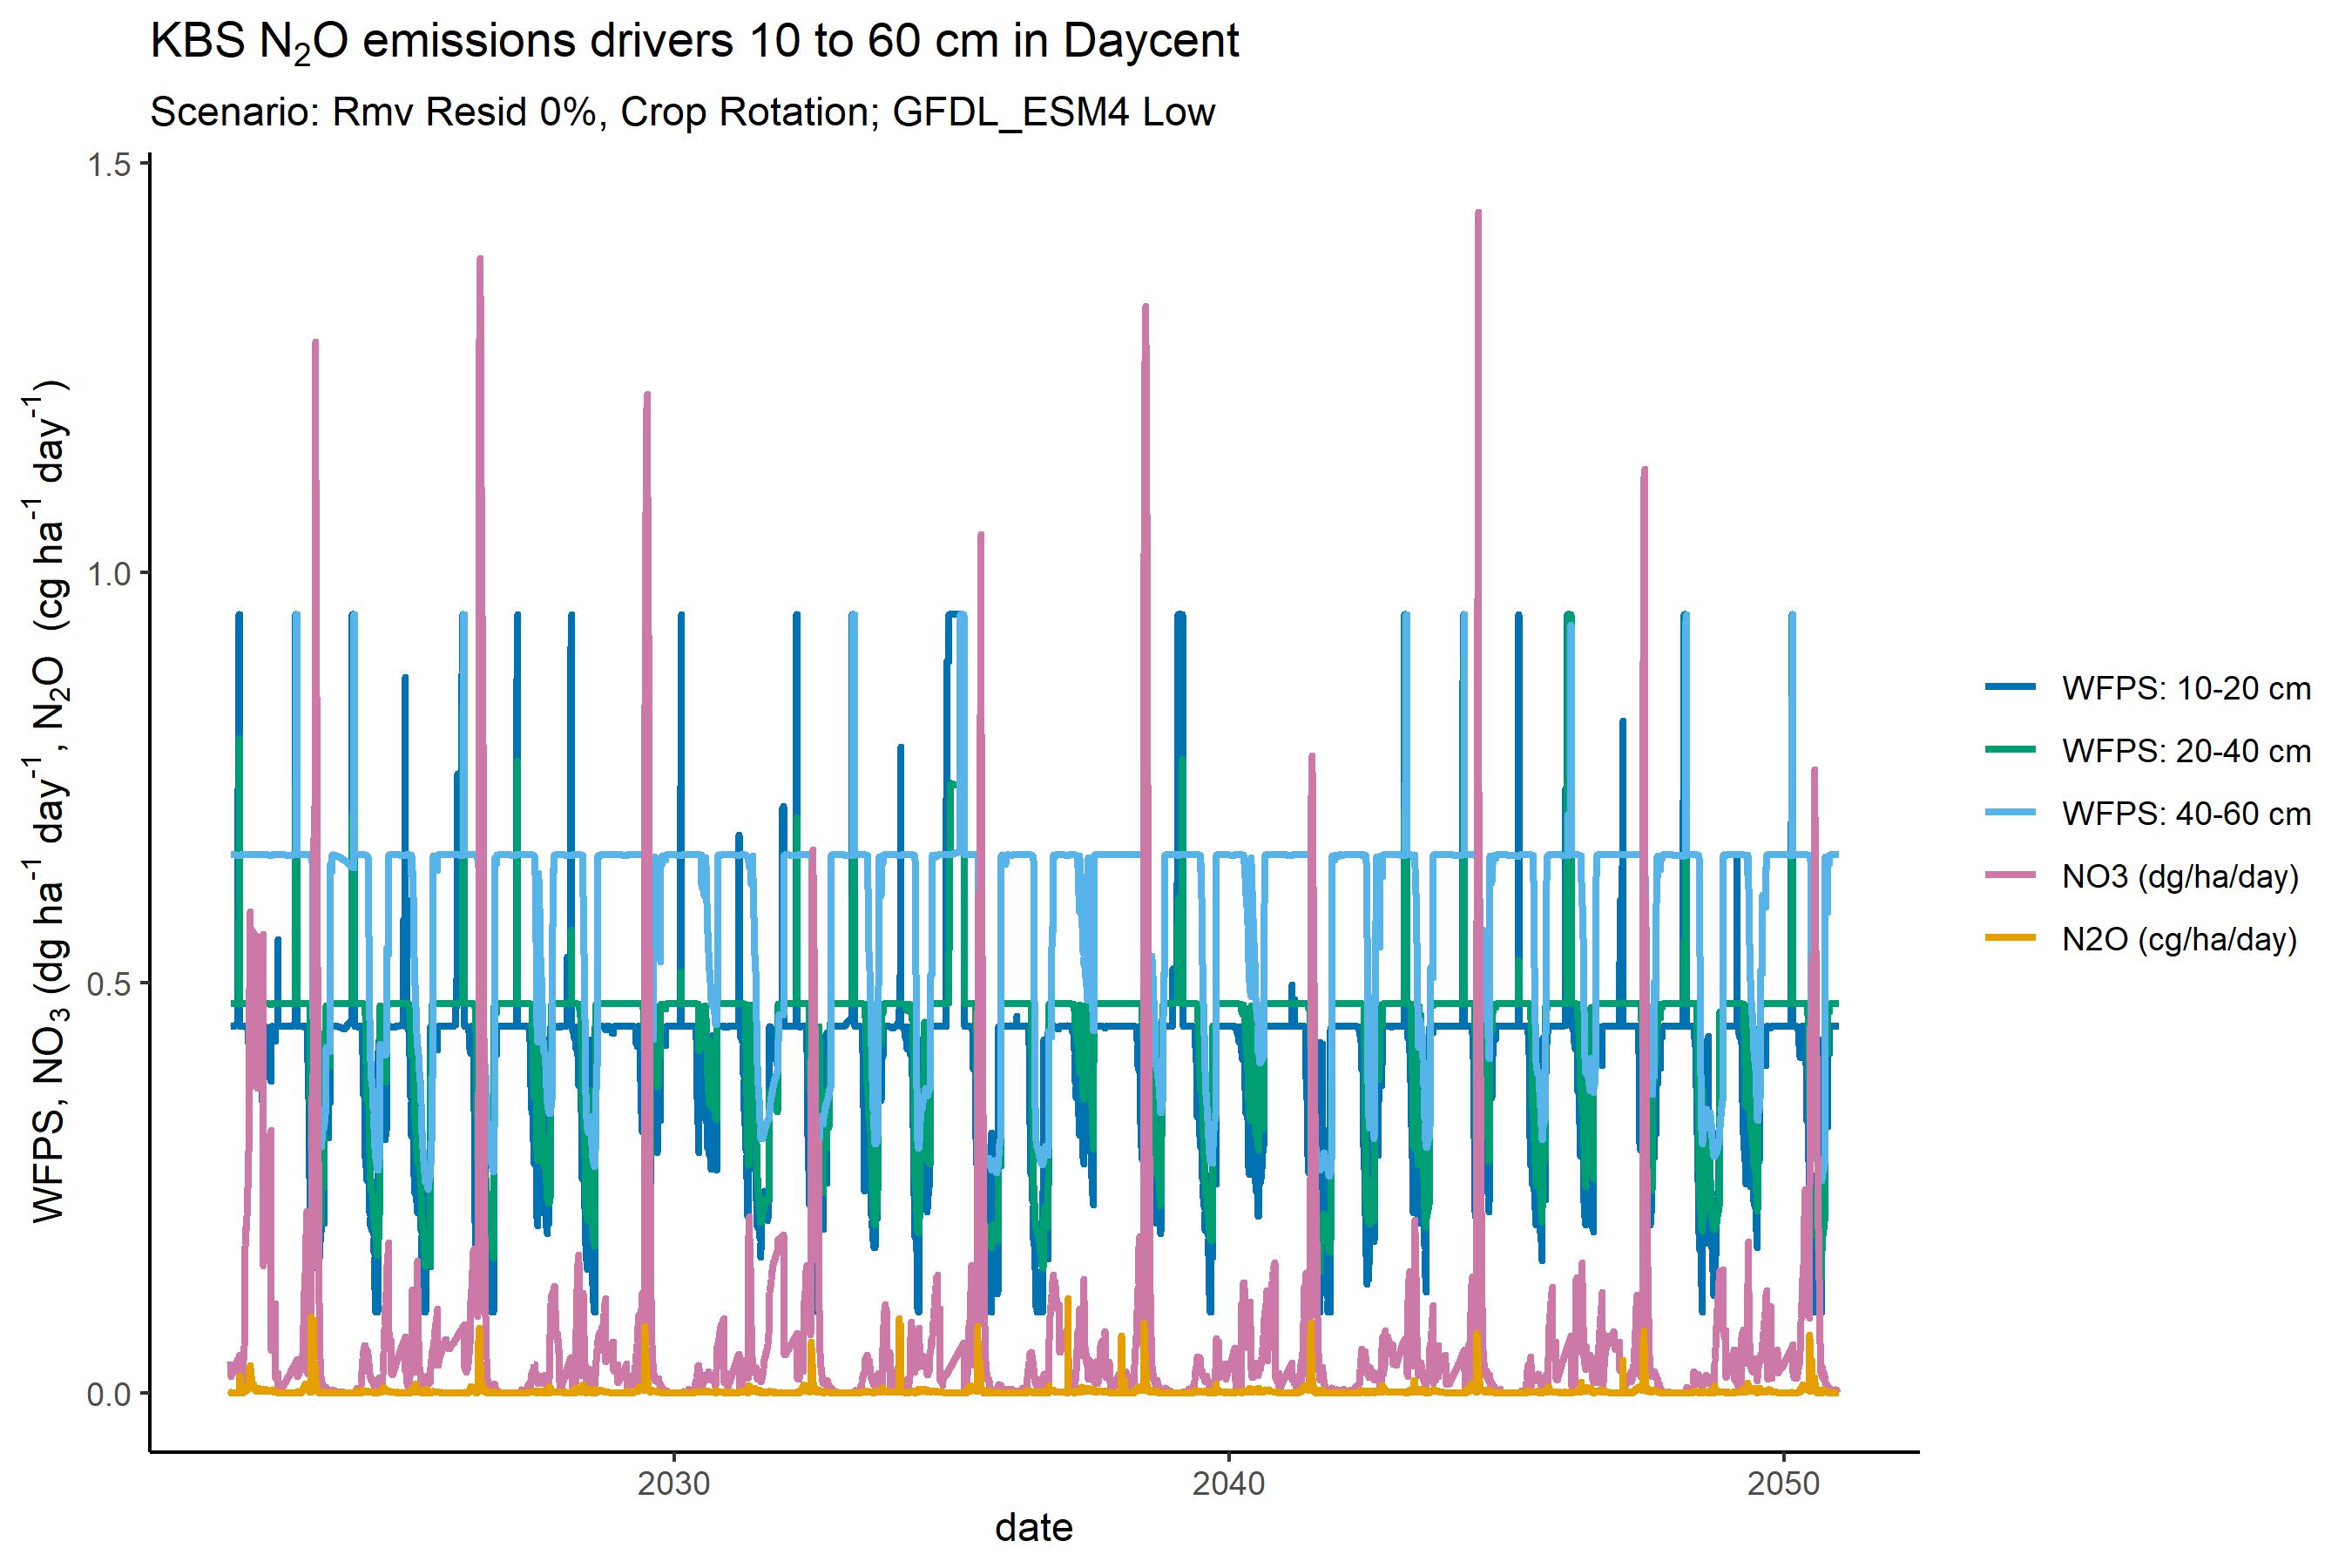 KBS N₂O emissions drivers 10 to 60 cm in Daycent
Scenario: Rmv Resid 0%, Crop Rotation; GFDL_ESM4 Low
WFPS, NO₃ (dg ha⁻¹ day⁻¹, N₂O (cg ha⁻¹ day⁻¹)
1.5
1.0
0.5
0.0
2030
2040
2050
date
WFPS: 10-20 cm
WFPS: 20-40 cm
WFPS: 40-60 cm
NO3 (dg/ha/day)
N2O (cg/ha/day)